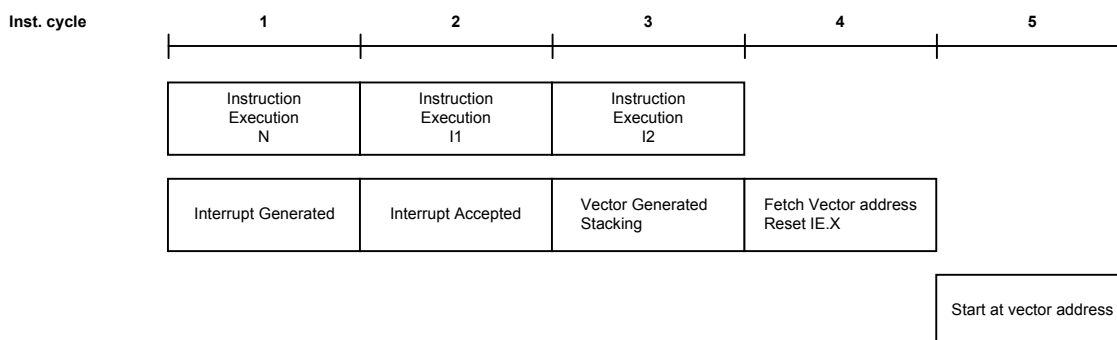 Inst. cycle 1 2 3 4 5
Instruction
Execution
N
Instruction
Execution
I1
Instruction
Execution
I2
Interrupt Generated
Interrupt Accepted
Vector Generated
Stacking
Fetch Vector address
Reset IE.X
Start at vector address